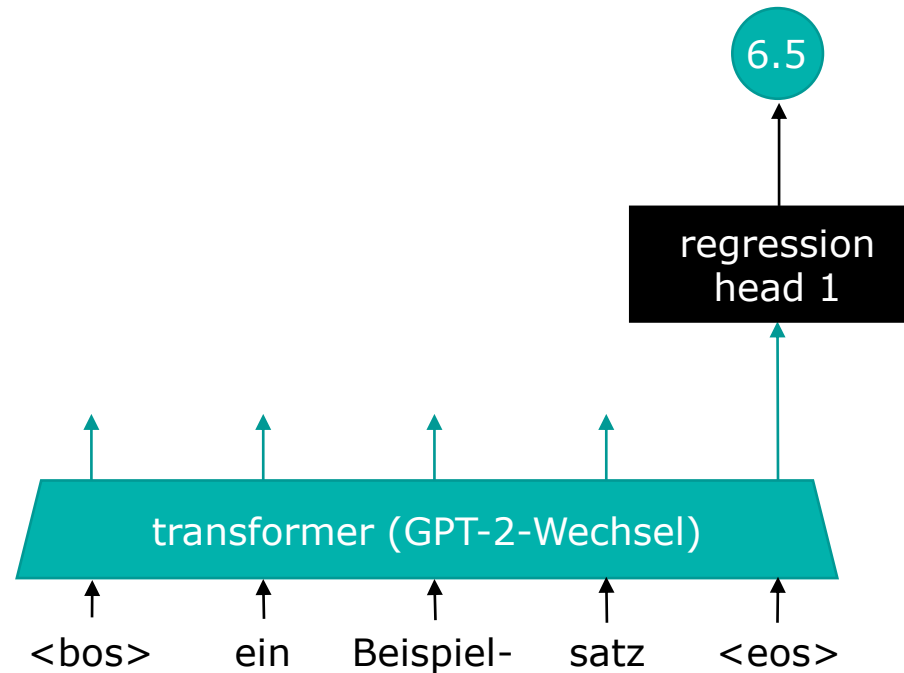 6.5
regression
head 1
transformer (GPT-2-Wechsel)
<bos> ein Beispiel- satz <eos>